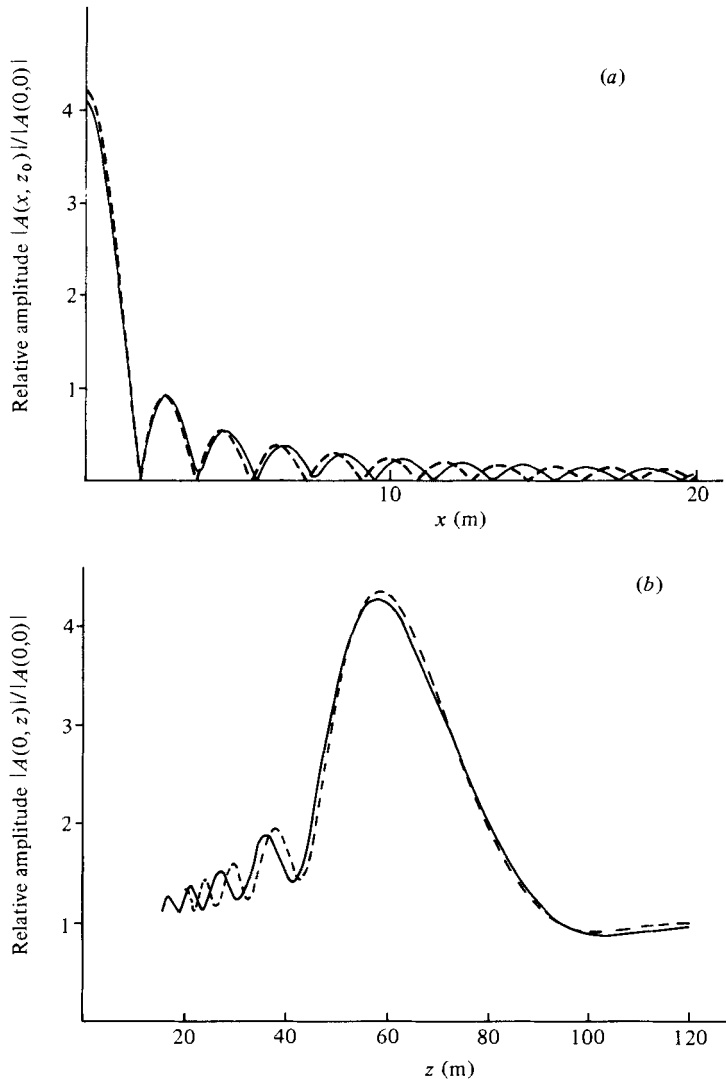 (a)
Relative amplitude |A(x, z₀)|/|A(0,0)|
4
3
2
1
10
20
x (m)
(b)
Relative amplitude |A(0, z)|/|A(0,0)|
4
3
2
1
20 40 60 80 100 120
z (m)